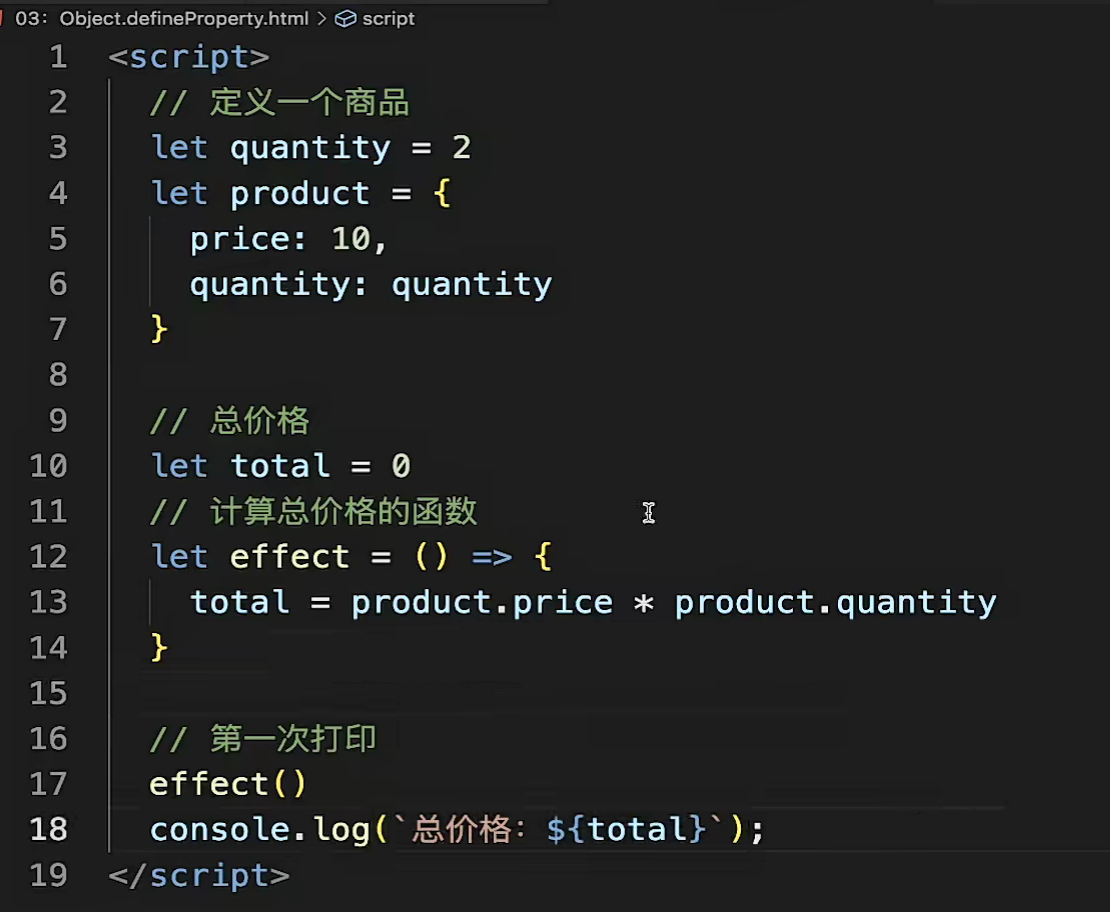 03: Object.defineProperty.html > script
1 <script>
2 // 定义一个商品
3 let quantity = 2
4 let product = {
5 price: 10,
6 quantity: quantity
7 }
8
9 // 总价格
10 let total = 0
11 // 计算总价格的函数
12 let effect = () => {
13 total = product.price * product.quantity
14 }
15
16 // 第一次打印
17 effect()
18 console.log(`总价格: ${total}`);
19 </script>